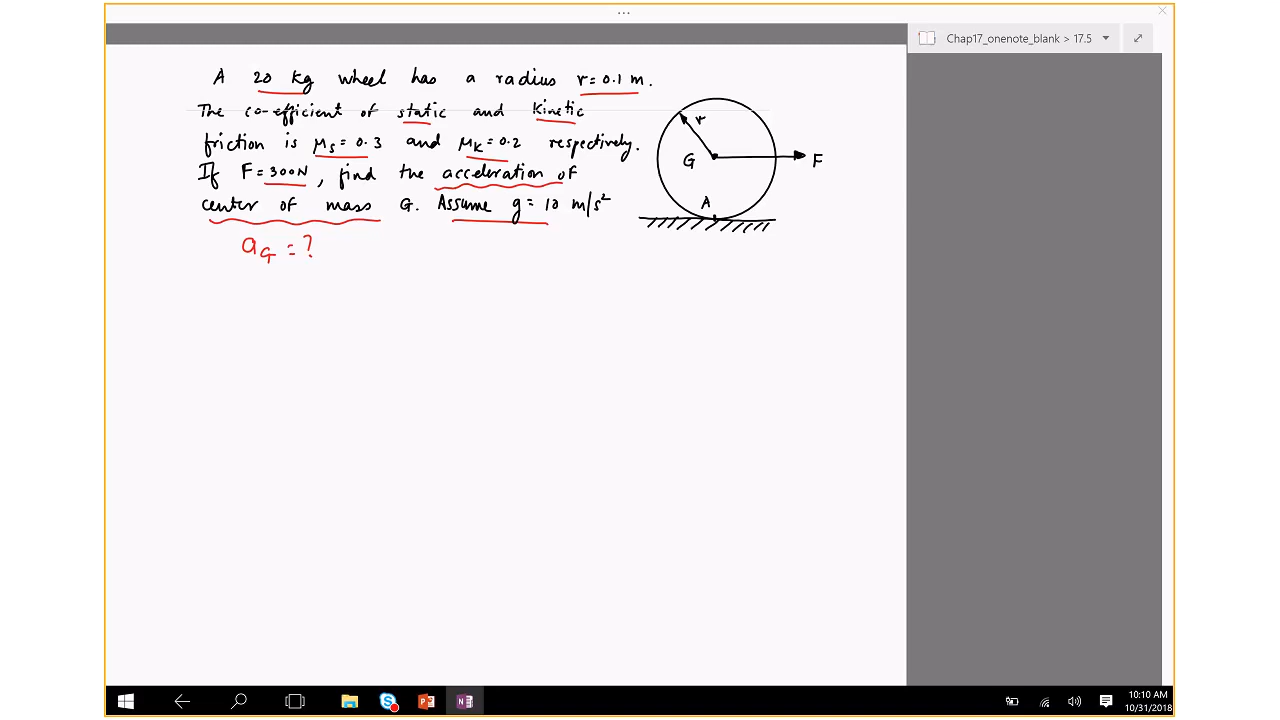 ...
Chap17_onenote_blank > 17.5
A 20 kg wheel has a radius r = 0.1 m.
The co-efficient of static and kinetic
friction is μs = 0.3 and μk = 0.2 respectively.
If F = 300N, find the acceleration of
center of mass G. Assume g = 10 m/s²
a_G = ?
r
G
F
A
10:10 AM
10/31/2018